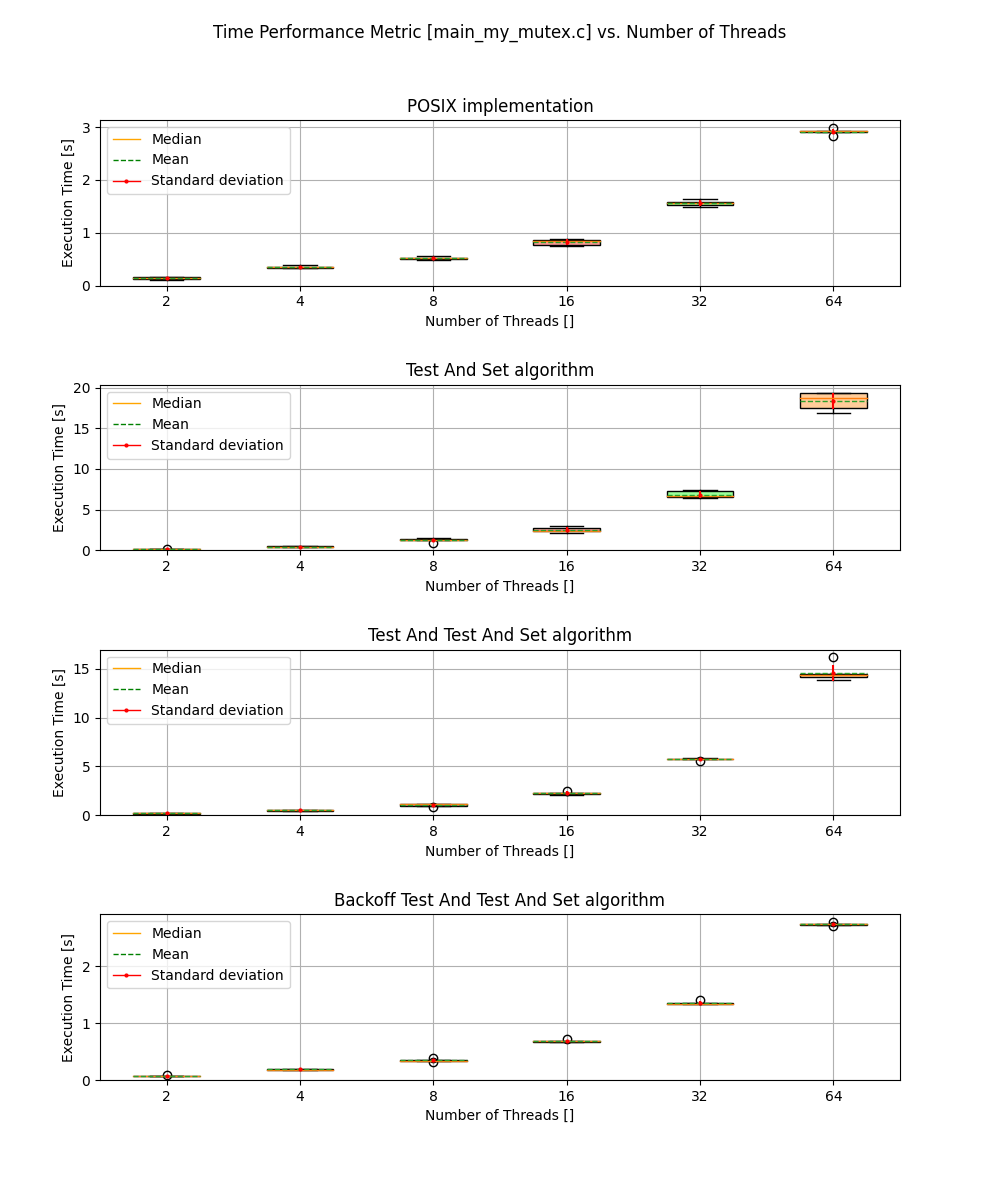 Time Performance Metric [main_my_mutex.c] vs. Number of Threads
POSIX implementation
Execution Time [s]
3
2
1
0
Median
Mean
Standard deviation
2 4 8 16 32 64
Number of Threads []
Test And Set algorithm
Execution Time [s]
20
15
10
5
0
Median
Mean
Standard deviation
2 4 8 16 32 64
Number of Threads []
Test And Test And Set algorithm
Execution Time [s]
15
10
5
0
Median
Mean
Standard deviation
2 4 8 16 32 64
Number of Threads []
Backoff Test And Test And Set algorithm
Execution Time [s]
2
1
0
Median
Mean
Standard deviation
2 4 8 16 32 64
Number of Threads []